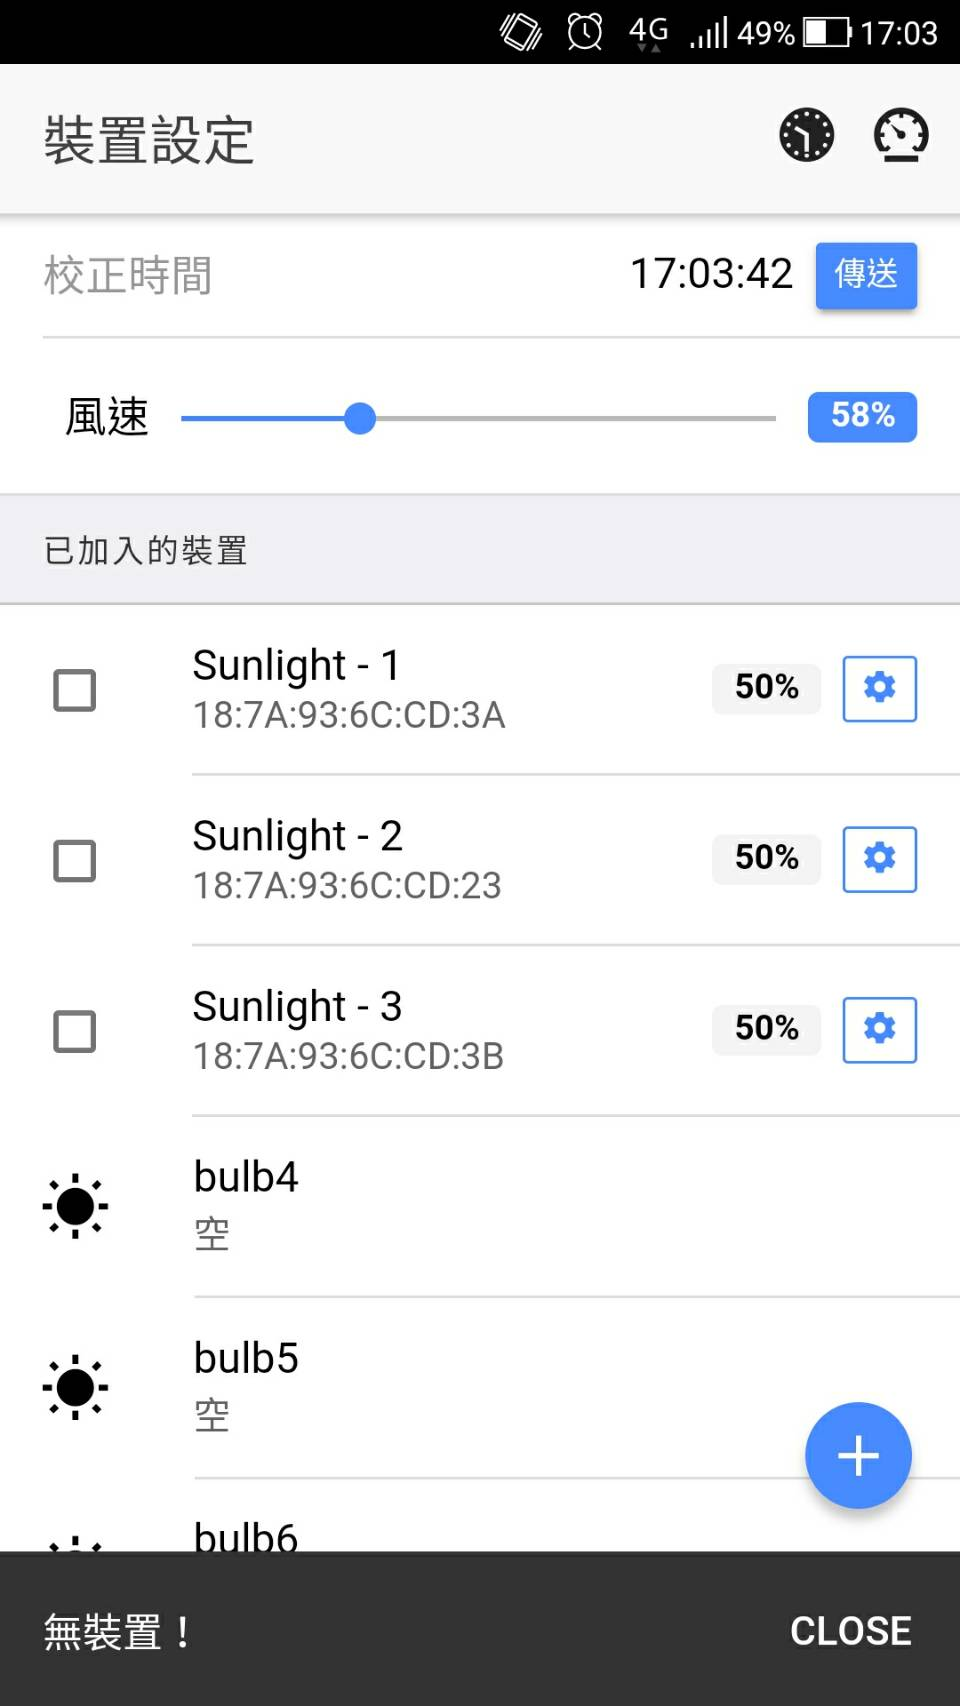 4G 49% 17:03
裝置設定
校正時間 17:03:42 傳送
風速 58%
已加入的裝置
Sunlight - 1
18:7A:93:6C:CD:3A
50%
Sunlight - 2
18:7A:93:6C:CD:23
50%
Sunlight - 3
18:7A:93:6C:CD:3B
50%
bulb4
空
bulb5
空
bulb6
無裝置！ CLOSE